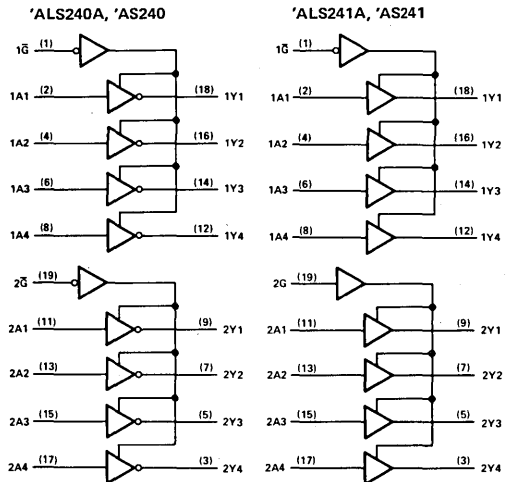 'ALS240A, 'AS240
1G̅ (1)
1A1 (2) (18) 1Y1
1A2 (4) (16) 1Y2
1A3 (6) (14) 1Y3
1A4 (8) (12) 1Y4
2G̅ (19)
2A1 (11) (9) 2Y1
2A2 (13) (7) 2Y2
2A3 (15) (5) 2Y3
2A4 (17) (3) 2Y4
'ALS241A, 'AS241
1G̅ (1)
1A1 (2) (18) 1Y1
1A2 (4) (16) 1Y2
1A3 (6) (14) 1Y3
1A4 (8) (12) 1Y4
2G (19)
2A1 (11) (9) 2Y1
2A2 (13) (7) 2Y2
2A3 (15) (5) 2Y3
2A4 (17) (3) 2Y4